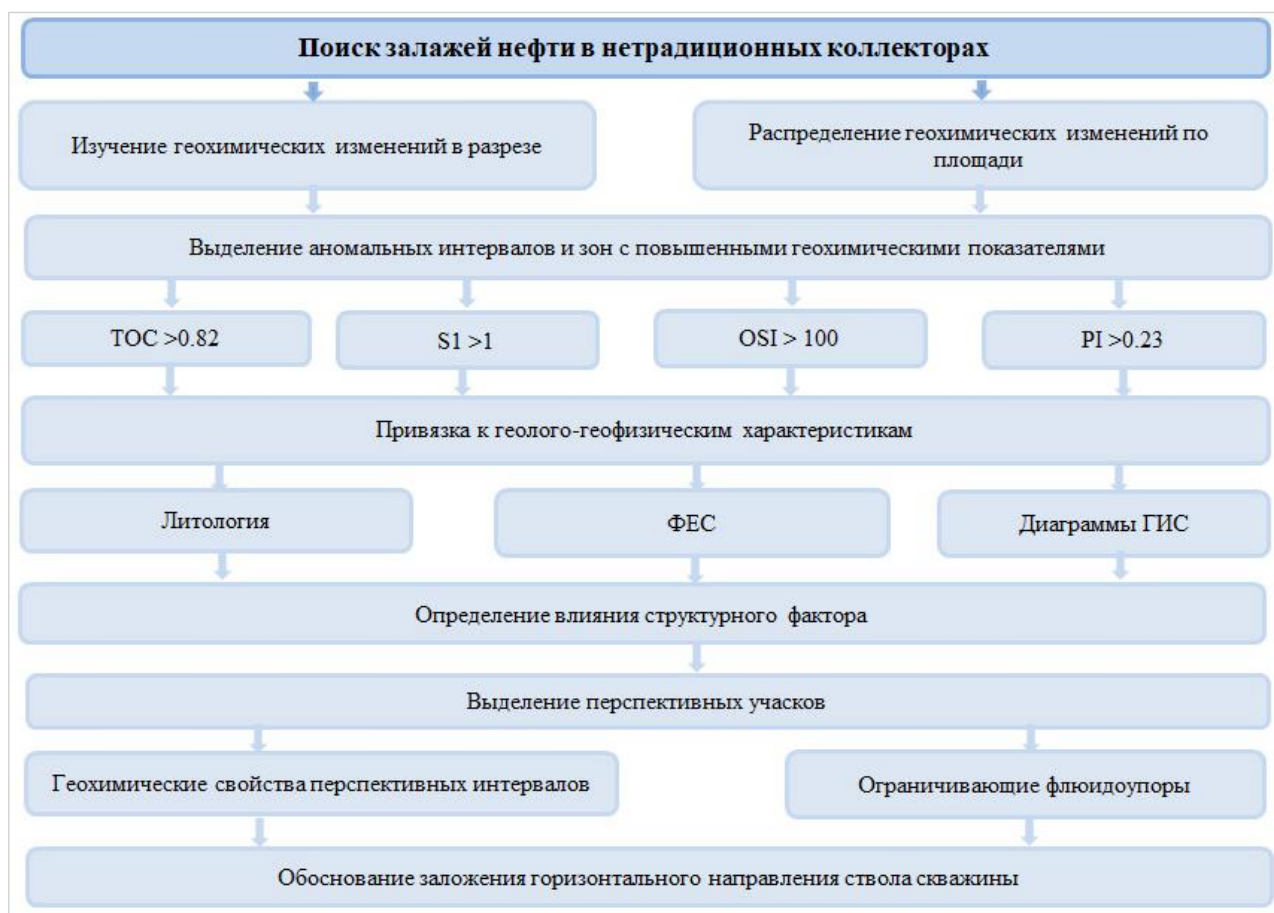 Поиск залажей нефти в нетрадиционных коллекторах
Изучение геохимических изменений в разрезе
Распределение геохимических изменений по
площади
Выделение аномальных интервалов и зон с повышенными геохимическими показателями
TOC >0.82
S1 >1
OSI > 100
PI >0.23
Привязка к геолого-геофизическим характеристикам
Литология
ФЕС
Диаграммы ГИС
Определение влияния структурного фактора
Выделение перспективных учасков
Геохимические свойства перспективных интервалов
Ограничивающие флюидоупоры
Обоснование заложения горизонтального направления ствола скважины